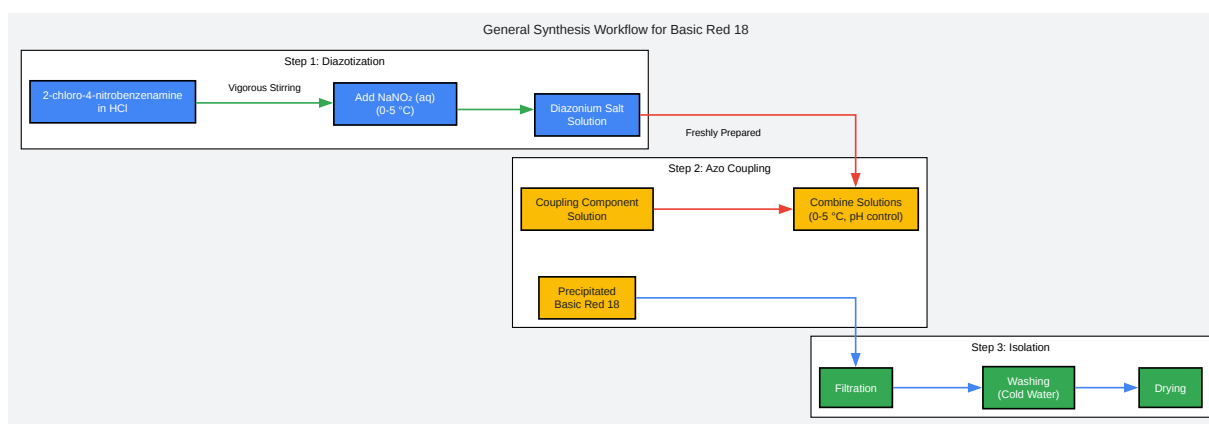 General Synthesis Workflow for Basic Red 18
Step 1: Diazotization
2-chloro-4-nitrobenzenamine
in HCl
Vigorous Stirring
Add NaNO₂ (aq)
(0-5 °C)
Diazonium Salt
Solution
Freshly Prepared
Step 2: Azo Coupling
Coupling Component
Solution
Combine Solutions
(0-5 °C, pH control)
Precipitated
Basic Red 18
Step 3: Isolation
Filtration
Washing
(Cold Water)
Drying